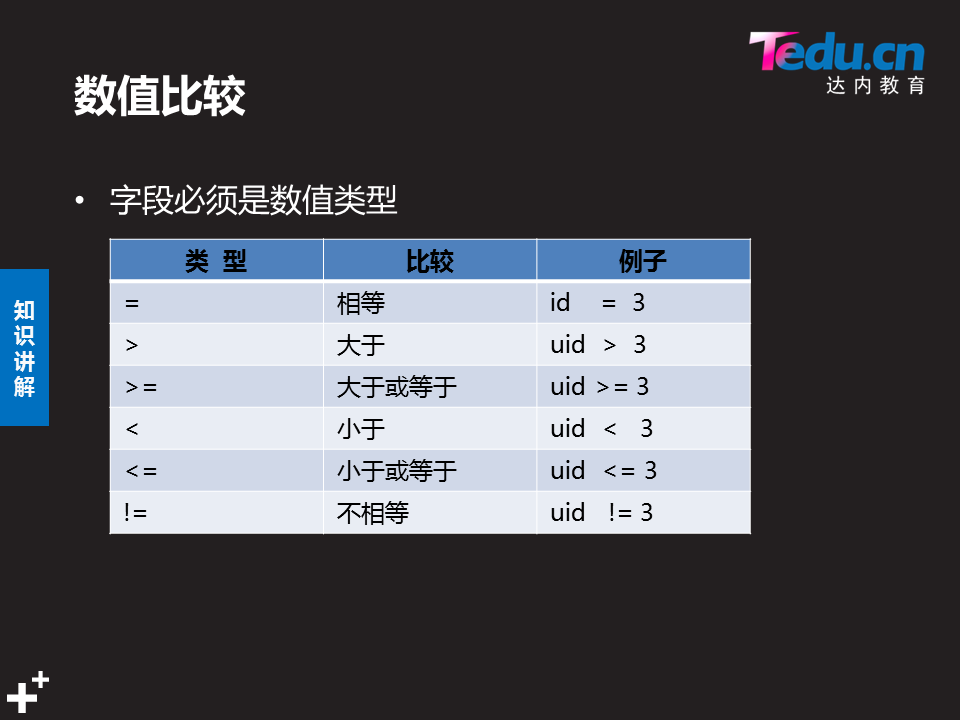 Tedu.cn
达内教育
数值比较
• 字段必须是数值类型
类 型 比较 例子
= 相等 id = 3
> 大于 uid > 3
>= 大于或等于 uid >= 3
< 小于 uid < 3
<= 小于或等于 uid <= 3
!= 不相等 uid != 3
知识讲解